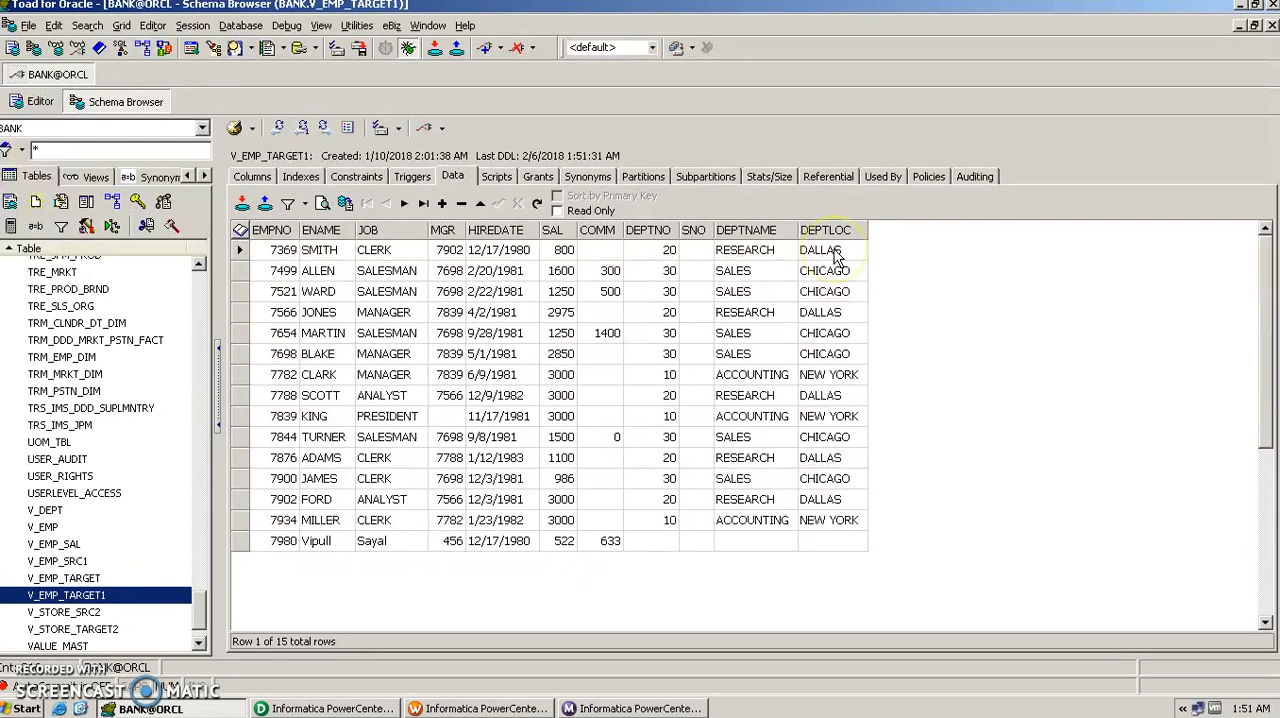 Toad for Oracle - [BANK@ORCL - Schema Browser (BANK.V_EMP_TARGET1)]
File Edit Search Grid Editor Session Database Debug View Utilities eBiz Window Help
<default>
BANK@ORCL
Editor Schema Browser
BANK
*
V_EMP_TARGET1: Created: 1/10/2018 2:01:38 AM Last DDL: 2/6/2018 1:51:31 AM
Tables Views Synonym
Columns Indexes Constraints Triggers Data Scripts Grants Synonyms Partitions Subpartitions Stats/Size Referential Used By Policies Auditing
Sort by Primary Key
Read Only
Table
TRE_MRKT
TRE_PROD_BRND
TRE_SLS_ORG
TRM_CLNDR_DT_DIM
TRM_DDD_MRKT_PSTN_FACT
TRM_EMP_DIM
TRM_MRKT_DIM
TRM_PSTN_DIM
TRS_IMS_DDD_SUPLMNTRY
TRS_IMS_JPM
UOM_TBL
USER_AUDIT
USER_RIGHTS
USERLEVEL_ACCESS
V_DEPT
V_EMP
V_EMP_SAL
V_EMP_SRC1
V_EMP_TARGET
V_EMP_TARGET1
V_STORE_SRC2
V_STORE_TARGET2
VALUE_MAST
EMPNO ENAME JOB MGR HIREDATE SAL COMM DEPTNO SNO DEPTNAME DEPTLOC
7369 SMITH CLERK 7902 12/17/1980 800 20 RESEARCH DALLAS
7499 ALLEN SALESMAN 7698 2/20/1981 1600 300 30 SALES CHICAGO
7521 WARD SALESMAN 7698 2/22/1981 1250 500 30 SALES CHICAGO
7566 JONES MANAGER 7839 4/2/1981 2975 20 RESEARCH DALLAS
7654 MARTIN SALESMAN 7698 9/28/1981 1250 1400 30 SALES CHICAGO
7698 BLAKE MANAGER 7839 5/1/1981 2850 30 SALES CHICAGO
7782 CLARK MANAGER 7839 6/9/1981 3000 10 ACCOUNTING NEW YORK
7788 SCOTT ANALYST 7566 12/9/1982 3000 20 RESEARCH DALLAS
7839 KING PRESIDENT 11/17/1981 3000 10 ACCOUNTING NEW YORK
7844 TURNER SALESMAN 7698 9/8/1981 1500 0 30 SALES CHICAGO
7876 ADAMS CLERK 7788 1/12/1983 1100 20 RESEARCH DALLAS
7900 JAMES CLERK 7698 12/3/1981 986 30 SALES CHICAGO
7902 FORD ANALYST 7566 12/3/1981 3000 20 RESEARCH DALLAS
7934 MILLER CLERK 7782 1/23/1982 3000 10 ACCOUNTING NEW YORK
7980 Vipull Sayal 456 12/17/1980 522 633
Row 1 of 15 total rows
BANK@ORCL
RECORDED WITH
SCREENCAST MATIC
Start BANK@ORCL Informatica PowerCente... Informatica PowerCente... Informatica PowerCente... 1:51 AM